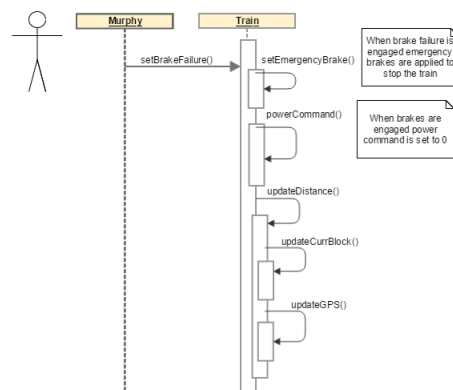 Murphy
Train
setBrakeFailure()
setEmergencyBrake()
When brake failure is
engaged emergency
brakes are applied to
stop the train
powerCommand()
When brakes are
engaged power
command is set to 0
updateDistance()
updateCurrBlock()
updateGPS()